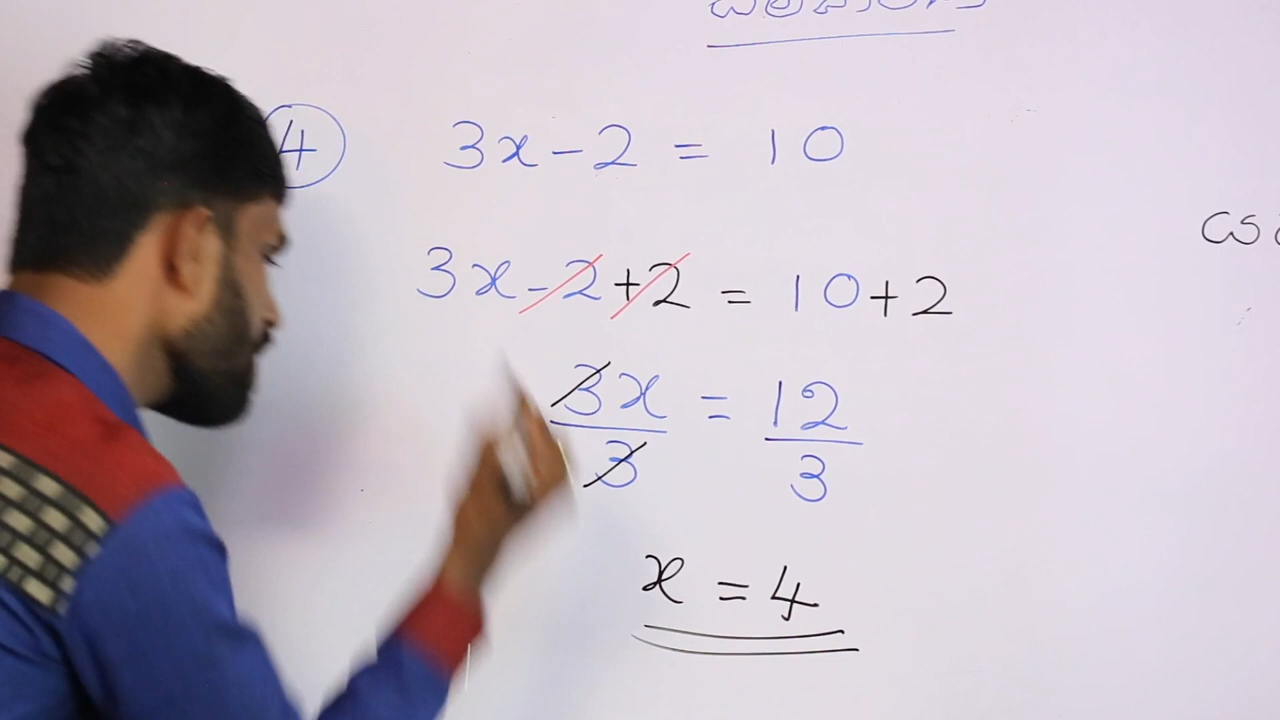 ④ 3x - 2 = 10
3x - 2 + 2 = 10 + 2
3x/3 = 12/3
x = 4